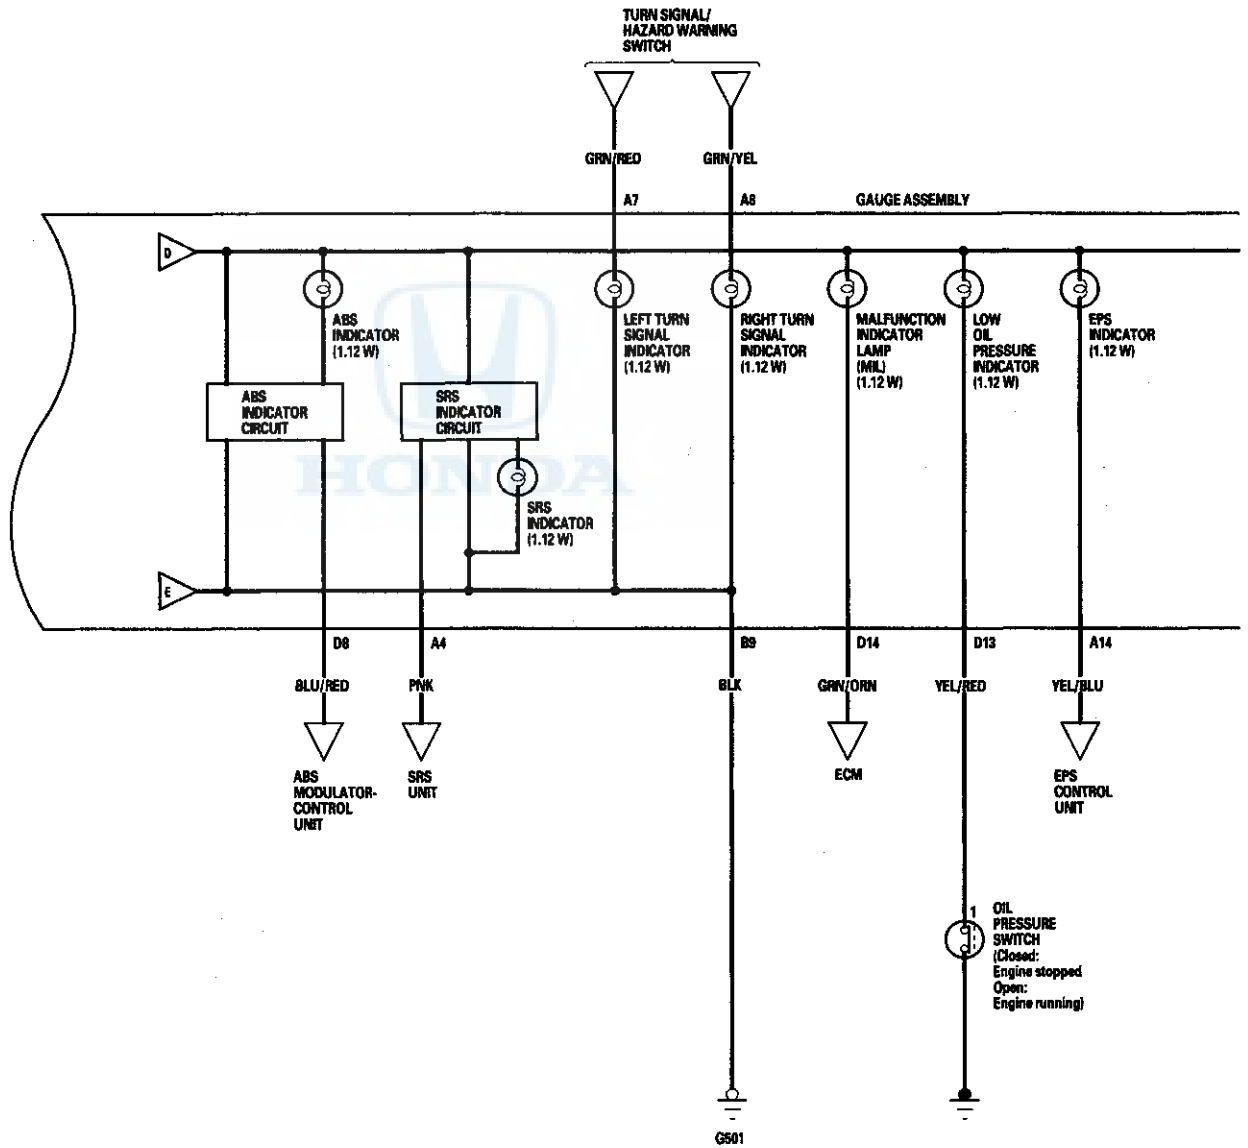 TURN SIGNAL/
HAZARD WARNING
SWITCH
GRN/RED
GRN/YEL
A7
A8
GAUGE ASSEMBLY
D
ABS
INDICATOR
(1.12 W)
LEFT TURN
SIGNAL
INDICATOR
(1.12 W)
RIGHT TURN
SIGNAL
INDICATOR
(1.12 W)
MALFUNCTION
INDICATOR
LAMP
(MIL)
(1.12 W)
LOW
OIL
PRESSURE
INDICATOR
(1.12 W)
EPS
INDICATOR
(1.12 W)
ABS
INDICATOR
CIRCUIT
SRS
INDICATOR
CIRCUIT
HONDA
SRS
INDICATOR
(1.12 W)
E
D8
A4
B9
D14
D13
A14
BLU/RED
PNK
BLK
GRN/ORN
YEL/RED
YEL/BLU
ABS
MODULATOR-
CONTROL
UNIT
SRS
UNIT
ECM
EPS
CONTROL
UNIT
1
OIL
PRESSURE
SWITCH
(Closed:
Engine stopped
Open:
Engine running)
G501